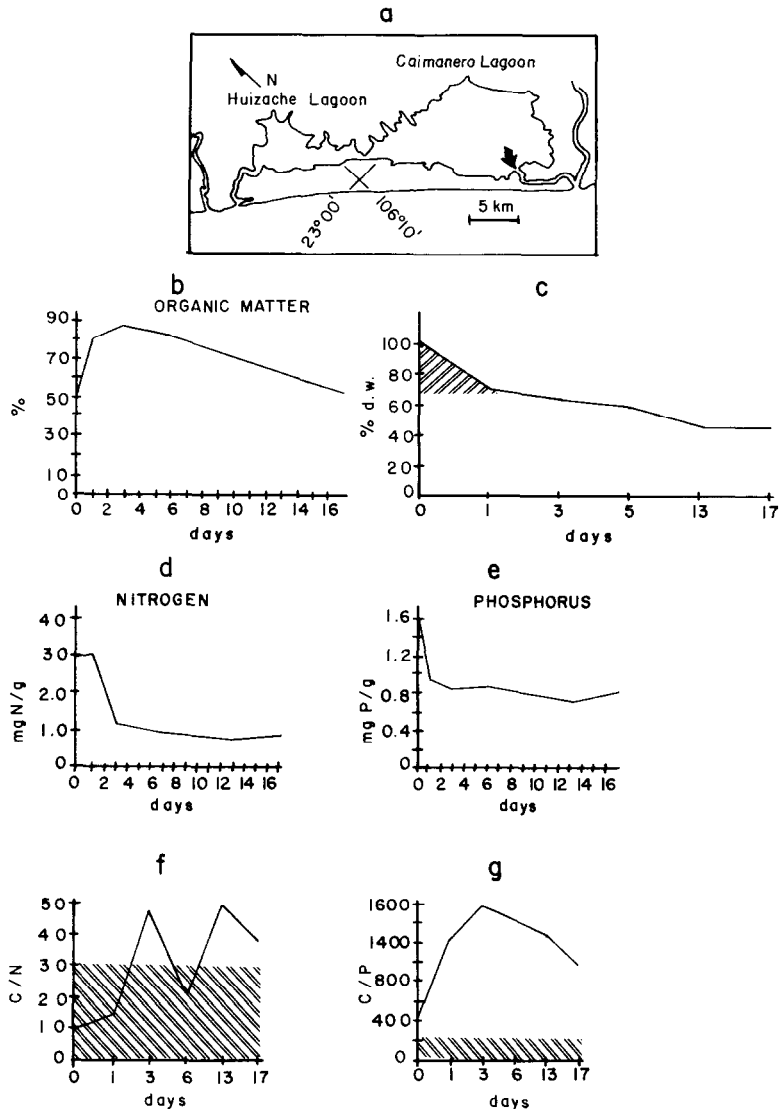 a
Caimanero Lagoon
N
Huizache Lagoon
23°00'
106°10'
5 km
b
ORGANIC MATTER
%
90
70
50
30
10
0
0 2 4 6 8 10 12 14 16
days
c
% d.w.
100
80
60
40
20
0
0 1 3 5 13 17
days
d
NITROGEN
mg N/g
40
30
2.0
1.0
0
0 2 4 6 8 10 12 14 16
days
e
PHOSPHORUS
mg P/g
1.6
1.2
0.8
0.4
0
0 2 4 6 8 10 12 14 16
days
f
C/N
50
40
30
20
10
0
0 1 3 6 13 17
days
g
C/P
1600
1400
800
400
0
0 1 3 6 13 17
days